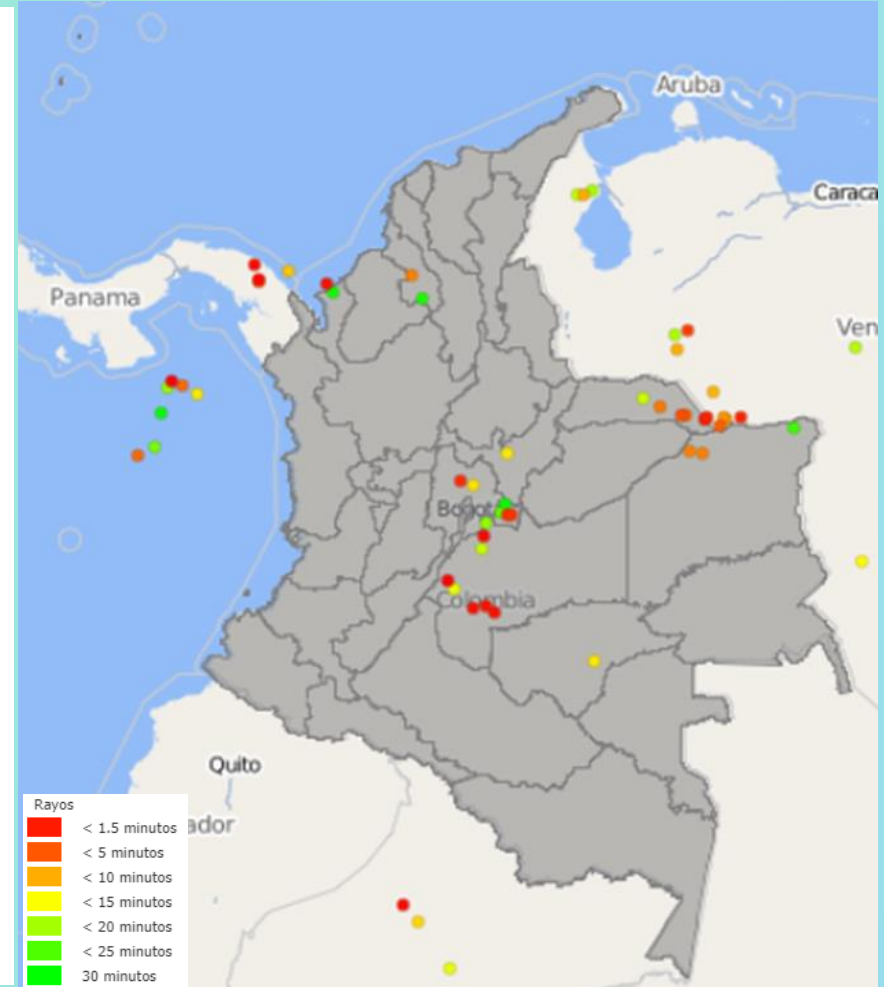 Aruba
Caraca
Panama
Ven
Bogot
Colombia
Quito
ador
Rayos
< 1.5 minutos
< 5 minutos
< 10 minutos
< 15 minutos
< 20 minutos
< 25 minutos
30 minutos